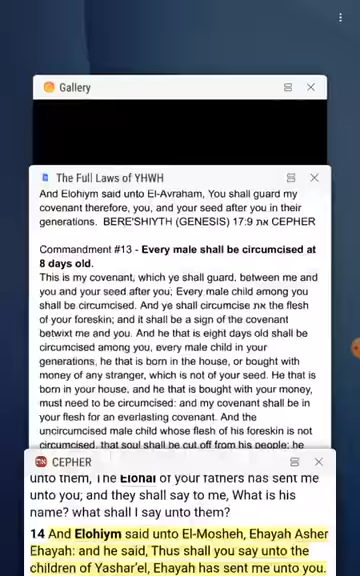 Gallery
The Full Laws of YHWH
And Elohiym said unto El-Avraham, You shall guard my
covenant therefore, you, and your seed after you in their
generations.  BERE'SHIYTH (GENESIS) 17:9 את CEPHER
Commandment #13 - Every male shall be circumcised at
8 days old.
This is my covenant, which ye shall guard, between me and
you and your seed after you; Every male child among you
shall be circumcised. And ye shall circumcise את the flesh
of your foreskin; and it shall be a sign of the covenant
betwixt me and you. And he that is eight days old shall be
circumcised among you, every male child in your
generations, he that is born in the house, or bought with
money of any stranger, which is not of your seed. He that is
born in your house, and he that is bought with your money,
must need to be circumcised: and my covenant shall be in
your flesh for an everlasting covenant. And the
uncircumcised male child whose flesh of his foreskin is not
circumcised, that soul shall be cut off from his people; he
CEPHER
unto them, The Elohai of your fathers has sent me
unto you; and they shall say to me, What is his
name? what shall I say unto them?
14 And Elohiym said unto El-Mosheh, Ehayah Asher
Ehayah: and he said, Thus shall you say unto the
children of Yashar'el, Ehayah has sent me unto you.